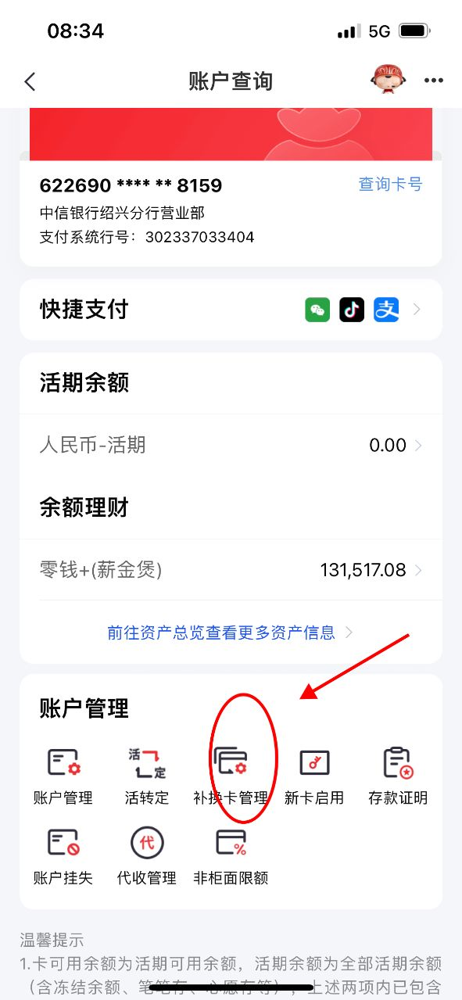 08:34
5G
账户查询
622690 **** ** 8159
查询卡号
中信银行绍兴分行营业部
支付系统行号：302337033404
快捷支付
支
活期余额
人民币-活期
0.00
余额理财
零钱+(薪金煲)
131,517.08
前往资产总览查看更多资产信息
账户管理
活
定
账户管理
活转定
补换卡管理
新卡启用
存款证明
代
%
账户挂失
代收管理
非柜面限额
温馨提示
1.卡可用余额为活期可用余额，活期余额为全部活期余额
（含冻结余额、笔笔存、心愿存等），上述两项内已包含